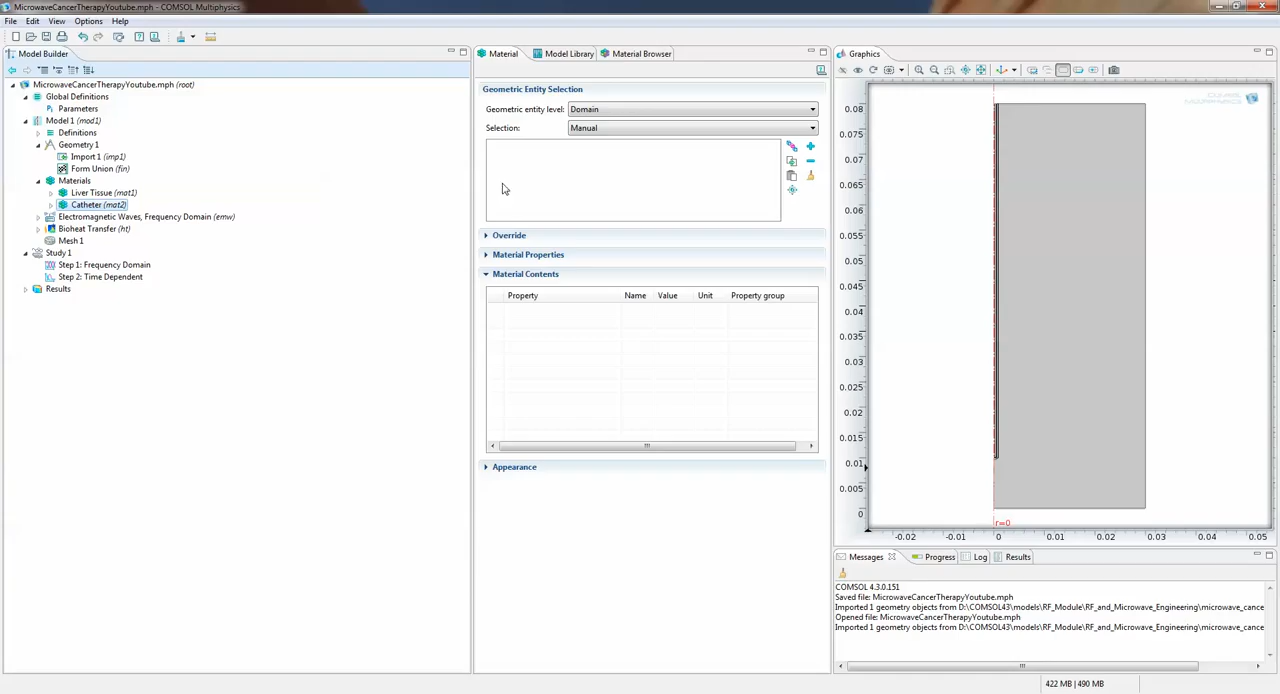 MicrowaveCancerTherapyYoutube.mph - COMSOL Multiphysics
File Edit View Options Help
Model Builder
MicrowaveCancerTherapyYoutube.mph (root)
Global Definitions
Parameters
Model 1 (mod1)
Definitions
Geometry 1
Import 1 (imp1)
Form Union (fin)
Materials
Liver Tissue (mat1)
Catheter (mat2)
Electromagnetic Waves, Frequency Domain (emw)
Bioheat Transfer (ht)
Mesh 1
Study 1
Step 1: Frequency Domain
Step 2: Time Dependent
Results
Material Model Library Material Browser
Geometric Entity Selection
Geometric entity level: Domain
Selection: Manual
Override
Material Properties
Material Contents
Property Name Value Unit Property group
Appearance
Graphics
COMSOL
MULTIPHYSICS
0.08
0.075
0.07
0.065
0.06
0.055
0.05
0.045
0.04
0.035
0.03
0.025
0.02
0.015
0.01
0.005
0
r=0
-0.02 -0.01 0 0.01 0.02 0.03 0.04 0.05
Messages Progress Log Results
COMSOL 4.3.0.151
Saved file: MicrowaveCancerTherapyYoutube.mph
Imported 1 geometry objects from D:\COMSOL43\models\RF_Module\RF_and_Microwave_Engineering\microwave_cance
Opened file: MicrowaveCancerTherapyYoutube.mph
Imported 1 geometry objects from D:\COMSOL43\models\RF_Module\RF_and_Microwave_Engineering\microwave_cance
422 MB | 490 MB